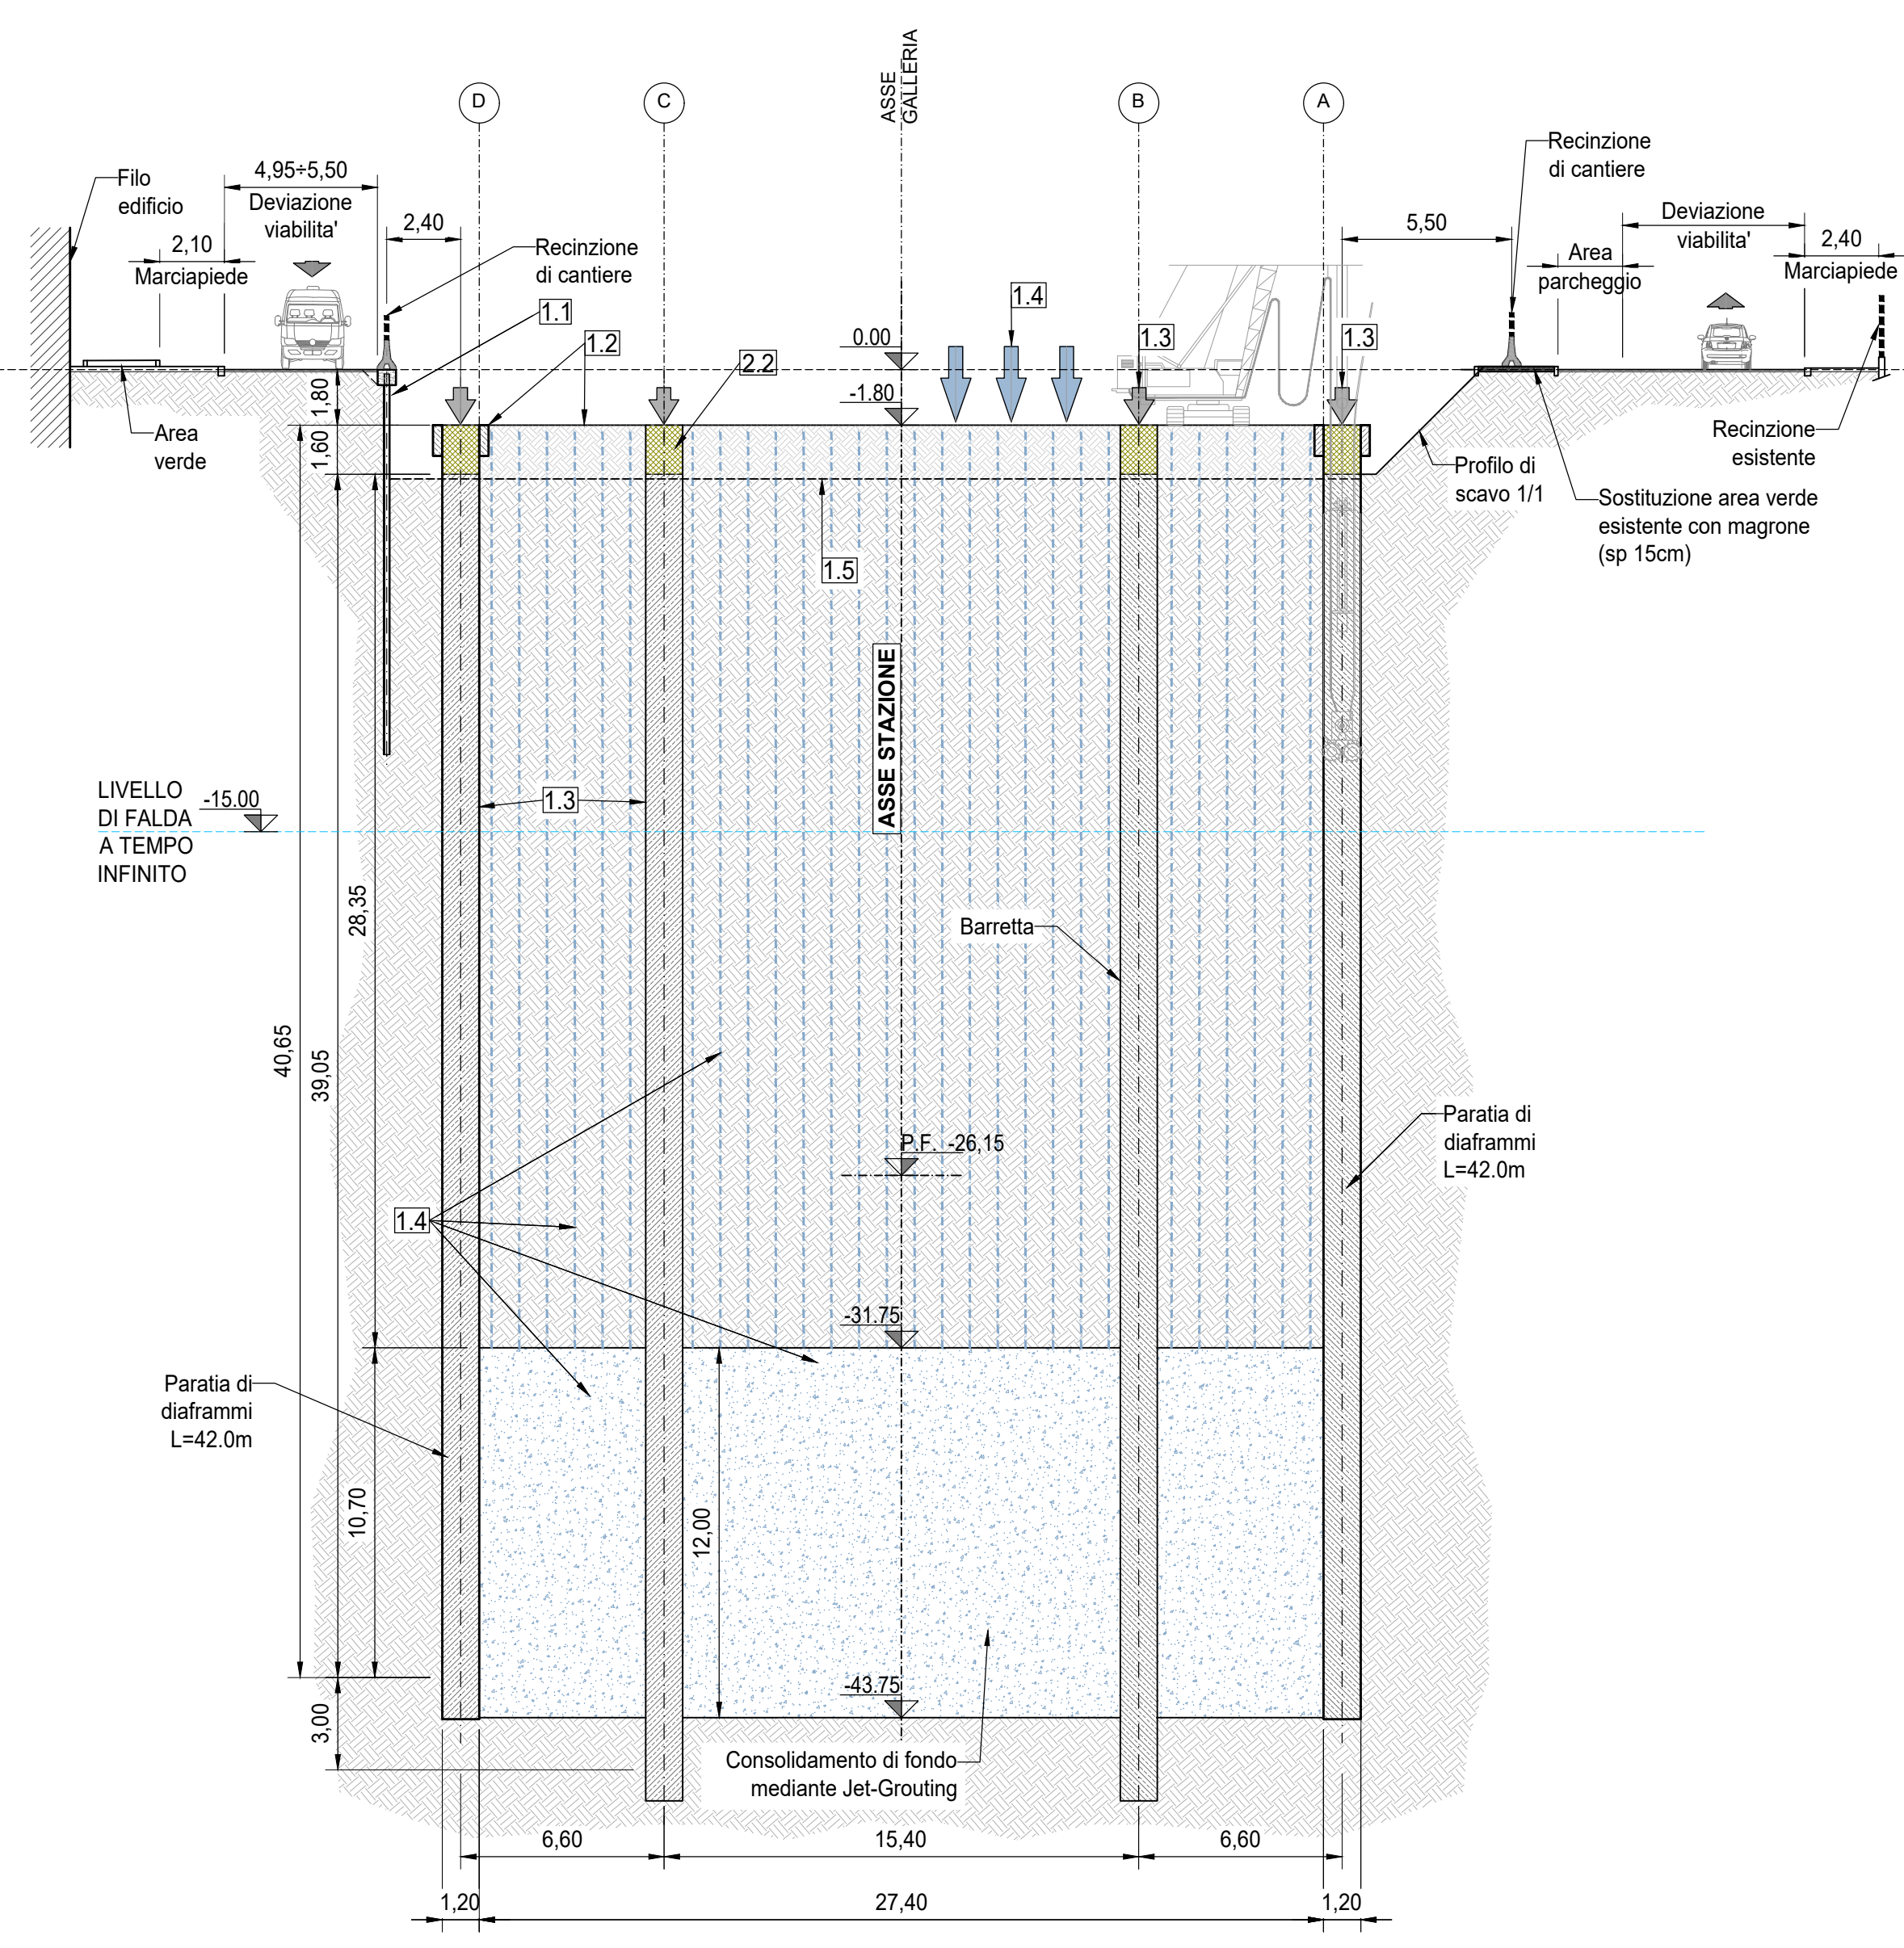 ASSE
GALLERIA
D
C
B
A
Filo
edificio
4,95÷5,50
Deviazione
viabilita'
2,10
Marciapiede
2,40
Recinzione
di cantiere
1.1
1.2
2.2
0.00
-1.80
1.4
1.3
1.3
5,50
Recinzione
di cantiere
Area
parcheggio
Deviazione
viabilita'
2,40
Marciapiede
1,80
1,60
Area
verde
Recinzione
esistente
Profilo di
scavo 1/1
Sostituzione area verde
esistente con magrone
(sp 15cm)
1.5
ASSE STAZIONE
1.3
LIVELLO
DI FALDA
A TEMPO
INFINITO
-15.00
28,35
Barretta
40,65
39,05
P.F. -26,15
Paratia di
diaframmi
L=42.0m
1.4
-31.75
Paratia di
diaframmi
L=42.0m
10,70
12,00
-43.75
3,00
Consolidamento di fondo
mediante Jet-Grouting
6,60
15,40
6,60
1,20
27,40
1,20